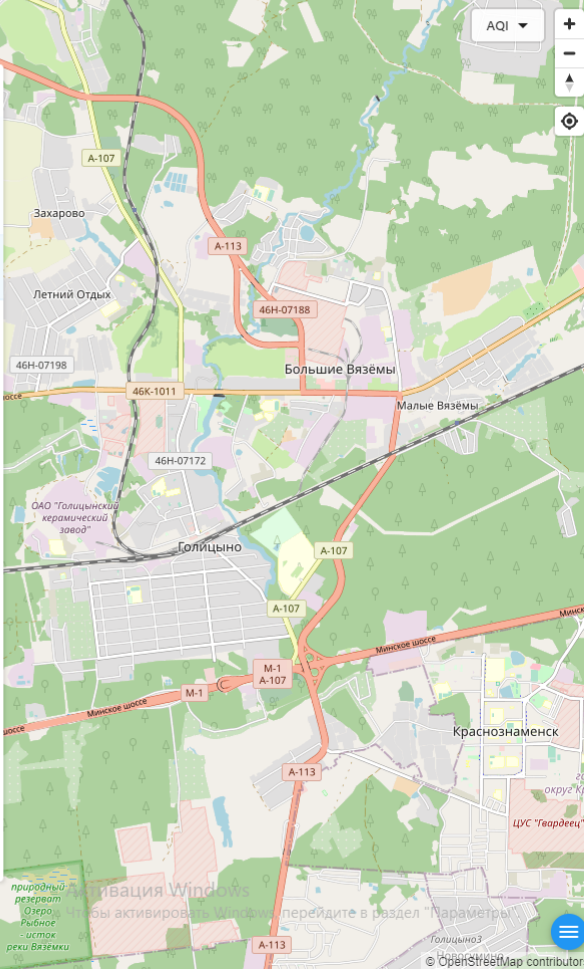 AQI
A-107
Захарово
A-113
Летний Отдых
46Н-07188
46Н-07198
Большие Вязёмы
46К-1011
шоссе
Малые Вязёмы
46Н-07172
ОАО "Голицынский
керамический
завод"
Голицыно
A-107
A-107
Минское шоссе
М-1
A-107
М-1
Минское шоссе
шоссе
Краснознаменск
A-113
округ К
ЦУС "Гвардеец"
природный
резерват
Озеро
Рыбное
- исток
реки Вязёмки
Активация Windows
Чтобы активировать Windows, перейдите в раздел "Параметры
A-113
Голицыно3
© OpenStreetMap contributor